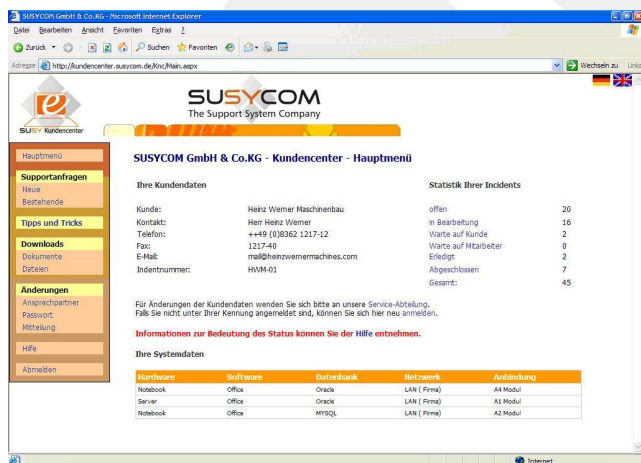 SUSYCOM GmbH & Co.KG - Microsoft Internet Explorer
Datei Bearbeiten Ansicht Favoriten Extras ?
Zurück Suchen Favoriten
Adresse http://kundencenter.susycom.de/Knc/Main.aspx Wechseln zu Links
e
SUSY Kundencenter
SUSYCOM
The Support System Company
Hauptmenü
Supportanfragen
Neue
Bestehende
Tipps und Tricks
Downloads
Dokumente
Dateien
Änderungen
Ansprechpartner
Passwort
Mitteilung
Hilfe
Abmelden
SUSYCOM GmbH & Co.KG - Kundencenter - Hauptmenü
Ihre Kundendaten Statistik Ihrer Incidents
Kunde: Heinz Werner Maschinenbau offen 20
Kontakt: Herr Heinz Werner in Bearbeitung 16
Telefon: ++49 (0)8362 1217-12 Warte auf Kunde 2
Fax: 1217-40 Warte auf Mitarbeiter 0
E-Mail: mail@heinzwernermachines.com Erledigt 2
Indentnummer: HWM-01 Abgeschlossen 7
Gesamt: 45
Für Änderungen der Kundendaten wenden Sie sich bitte an unsere Service-Abteilung.
Falls Sie nicht unter Ihrer Kennung angemeldet sind, können Sie sich hier neu anmelden.
Informationen zur Bedeutung des Status können Sie der Hilfe entnehmen.
Ihre Systemdaten
Hardware Software Datenbank Netzwerk Anbindung
Notebook Office Oracle LAN ( Firma) A4 Modul
Server Office Oracle LAN ( Firma) A1 Modul
Notebook Office MYSQL LAN ( Firma) A2 Modul
Internet